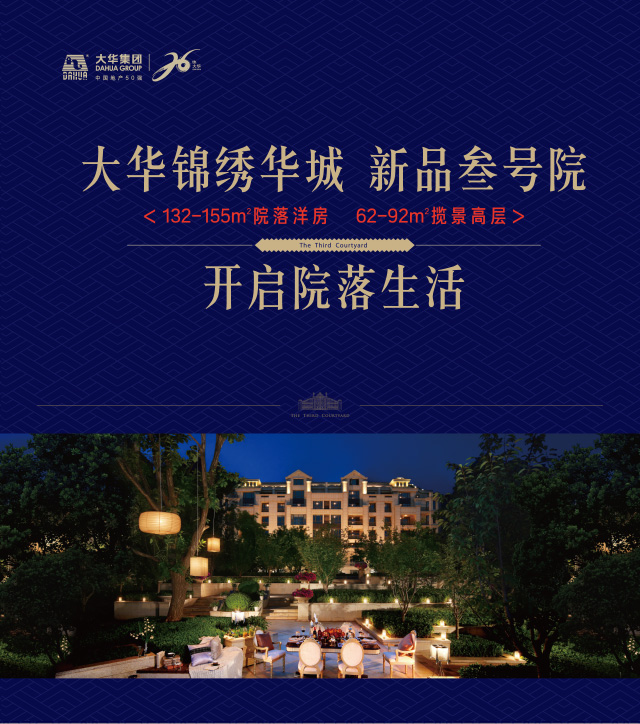 大华集团
DAHUA GROUP
中国地产50强
DAHUA
大华锦绣华城 新品叁号院
<132-155m²院落洋房 62-92m²揽景高层>
The Third Courtyard
开启院落生活
THE THIRD COURTYARD